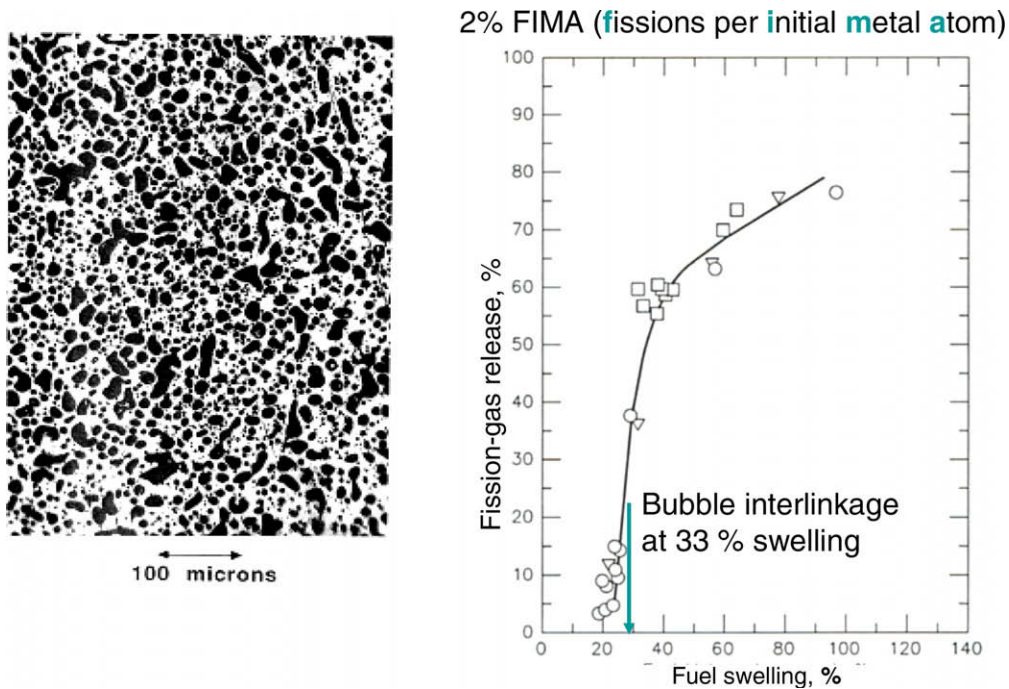 2% FIMA (fissions per initial metal atom)
100
90
80
70
60
50
40
30
20
10
0
Fission-gas release, %
Bubble interlinkage
at 33 % swelling
0 20 40 60 80 100 120 140
Fuel swelling, %
100 microns